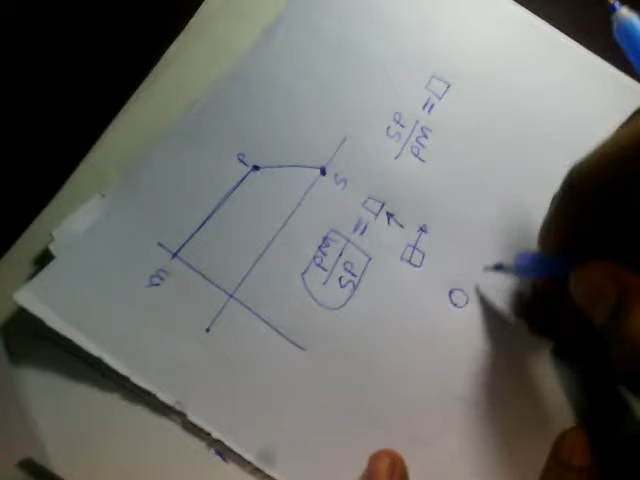 P
S
m
SP/PM = □
PM/SP = □